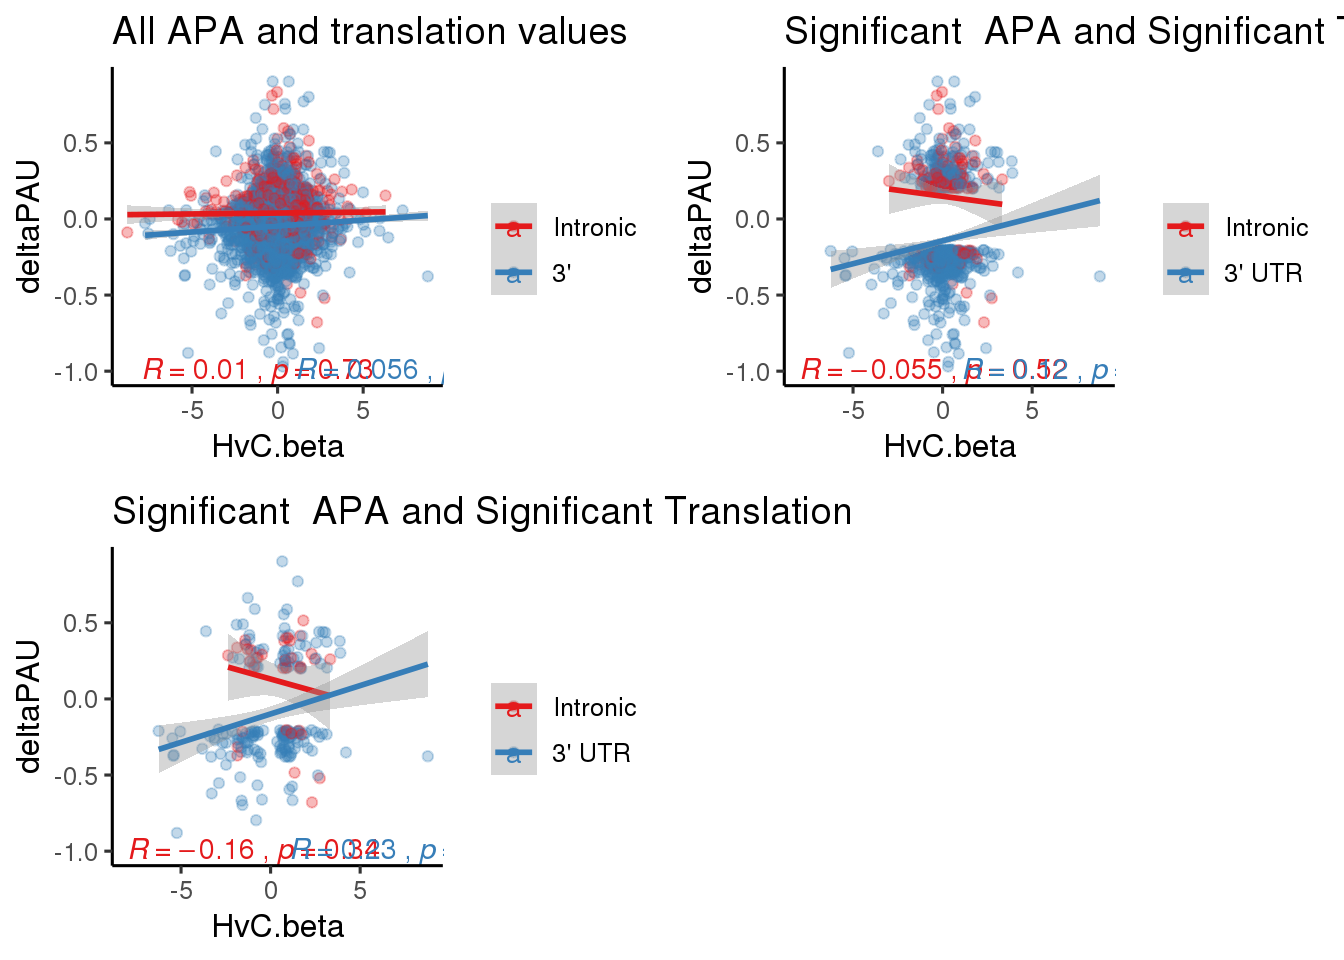 All APA and translation values
deltaPAU
0.5
0.0
-0.5
-1.0
R = 0.01 , p = 0.73
R = 0.056 ,
-5 0 5
HvC.beta
a Intronic
a 3'
Significant APA and Significant T
deltaPAU
0.5
0.0
-0.5
-1.0
R = −0.055 , p = 0.52
R = 0.12 , p =
-5 0 5
HvC.beta
a Intronic
a 3' UTR
Significant APA and Significant Translation
deltaPAU
0.5
0.0
-0.5
-1.0
R = −0.16 , p = 0.34
R = 0.23 , p =
-5 0 5
HvC.beta
a Intronic
a 3' UTR